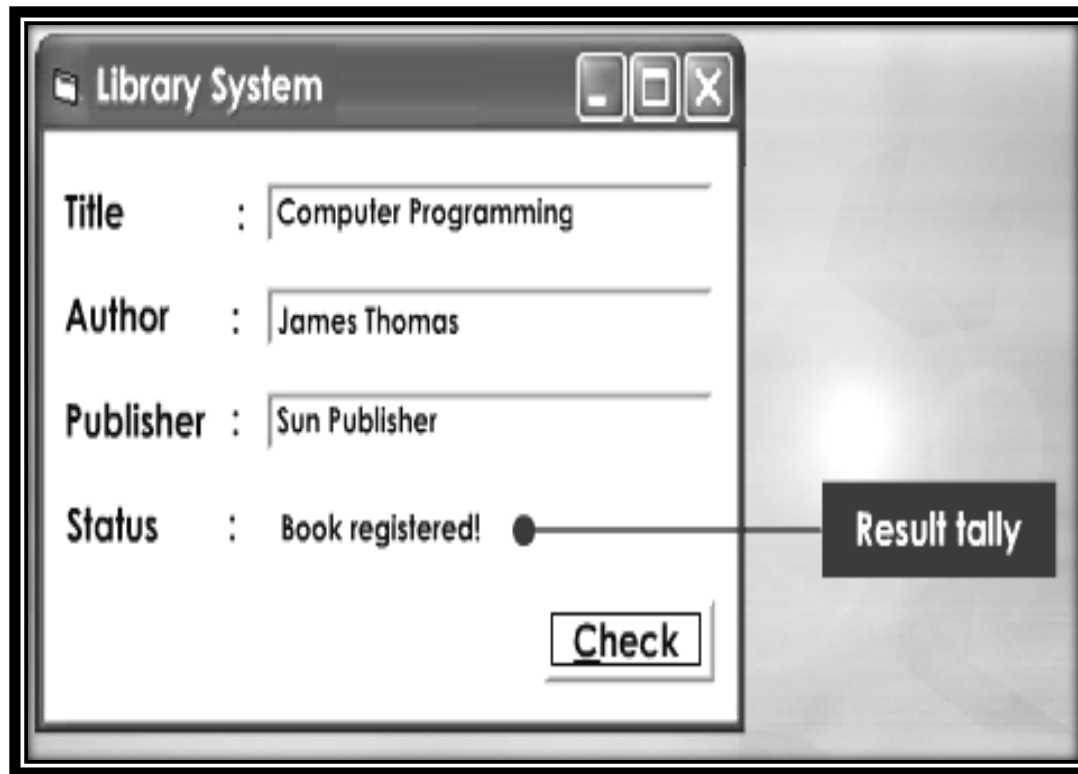 Library System
Title : Computer Programming
Author : James Thomas
Publisher : Sun Publisher
Status : Book registered!
Result tally
Check